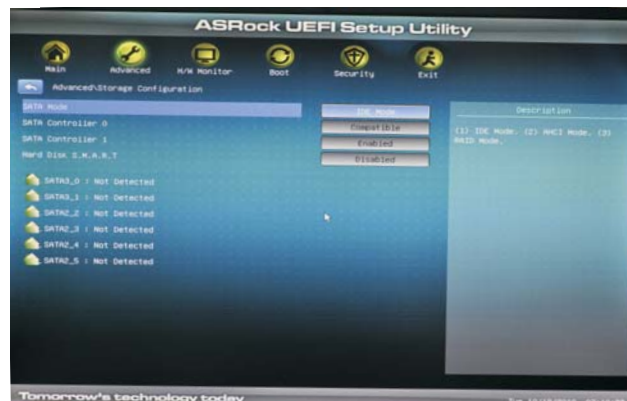 ASRock UEFI Setup Utility
Main Advanced H/W Monitor Boot Security Exit
Advanced\Storage Configuration
SATA Mode IDE Mode
SATA Controller 0 Compatible
SATA Controller 1 Enabled
Hard Disk S.M.A.R.T Disabled
SATA3_0 : Not Detected
SATA3_1 : Not Detected
SATA2_2 : Not Detected
SATA2_3 : Not Detected
SATA2_4 : Not Detected
SATA2_5 : Not Detected
Description
(1) IDE Mode. (2) AHCI Mode. (3)
RAID Mode.
Tomorrow's technology today